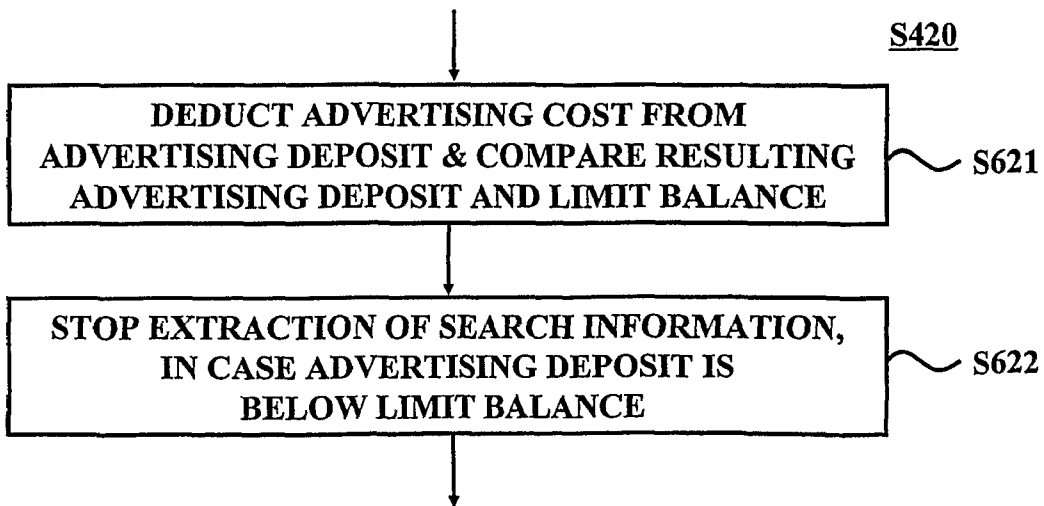 S420
DEDUCT ADVERTISING COST FROM
ADVERTISING DEPOSIT & COMPARE RESULTING
ADVERTISING DEPOSIT AND LIMIT BALANCE
S621
STOP EXTRACTION OF SEARCH INFORMATION,
IN CASE ADVERTISING DEPOSIT IS
BELOW LIMIT BALANCE
S622